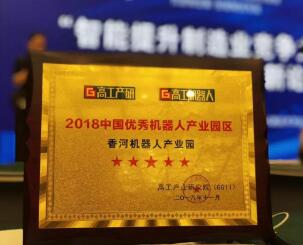 "智能提升制造业竞争
高工产研 高工机器人
2018中国优秀机器人产业园区
香河机器人产业园
高工产业研究院(GGII)
二〇一八年十一月